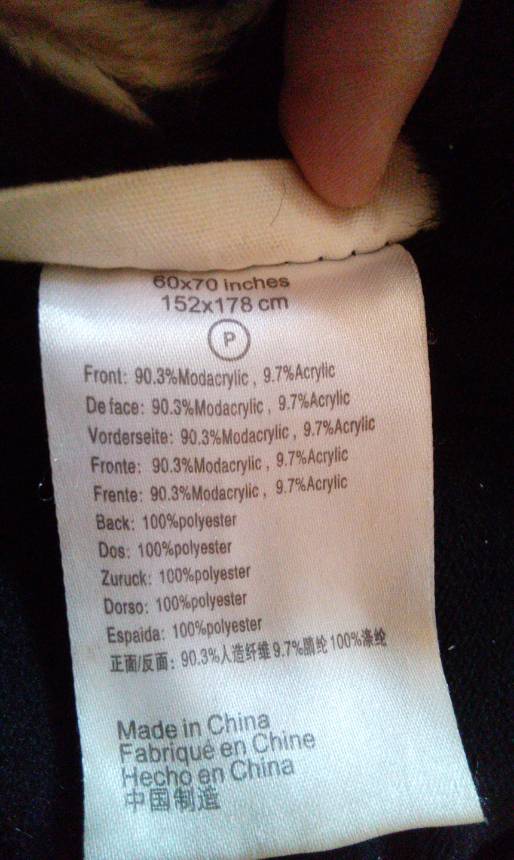 60x70 inches
152x178 cm
P
Front: 90.3%Modacrylic, 9.7%Acrylic
De face: 90.3%Modacrylic, 9.7%Acrylic
Vorderseite: 90.3%Modacrylic, 9.7%Acrylic
Fronte: 90.3%Modacrylic, 9.7%Acrylic
Frente: 90.3%Modacrylic, 9.7%Acrylic
Back: 100%polyester
Dos: 100%polyester
Zuruck: 100%polyester
Dorso: 100%polyester
Espaida: 100%polyester
正面/反面: 90.3%人造纤维 9.7%腈纶 100%涤纶
Made in China
Fabriqué en Chine
Hecho en China
中国制造